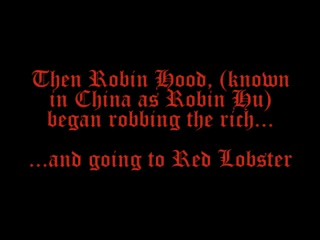 Then Robin Hood, (known
in China as Robin Hu)
began robbing the rich...
...and going to Red Lobster